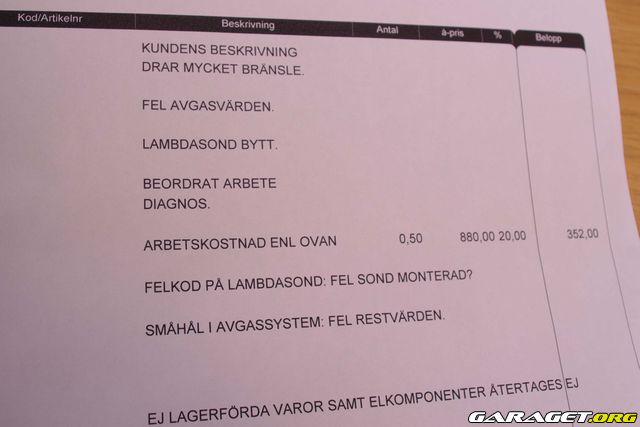 Kod/Artikelnr Beskrivning Antal à-pris % Belopp
KUNDENS BESKRIVNING
DRAR MYCKET BRÄNSLE.
FEL AVGASVÄRDEN.
LAMBDASOND BYTT.
BEORDRAT ARBETE
DIAGNOS.
ARBETSKOSTNAD ENL OVAN 0,50 880,00 20,00 352,00
FELKOD PÅ LAMBDASOND: FEL SOND MONTERAD?
SMÅHÅL I AVGASSYSTEM: FEL RESTVÄRDEN.
EJ LAGERFÖRDA VAROR SAMT ELKOMPONENTER ÅTERTAGES EJ
GARAGET.ORG